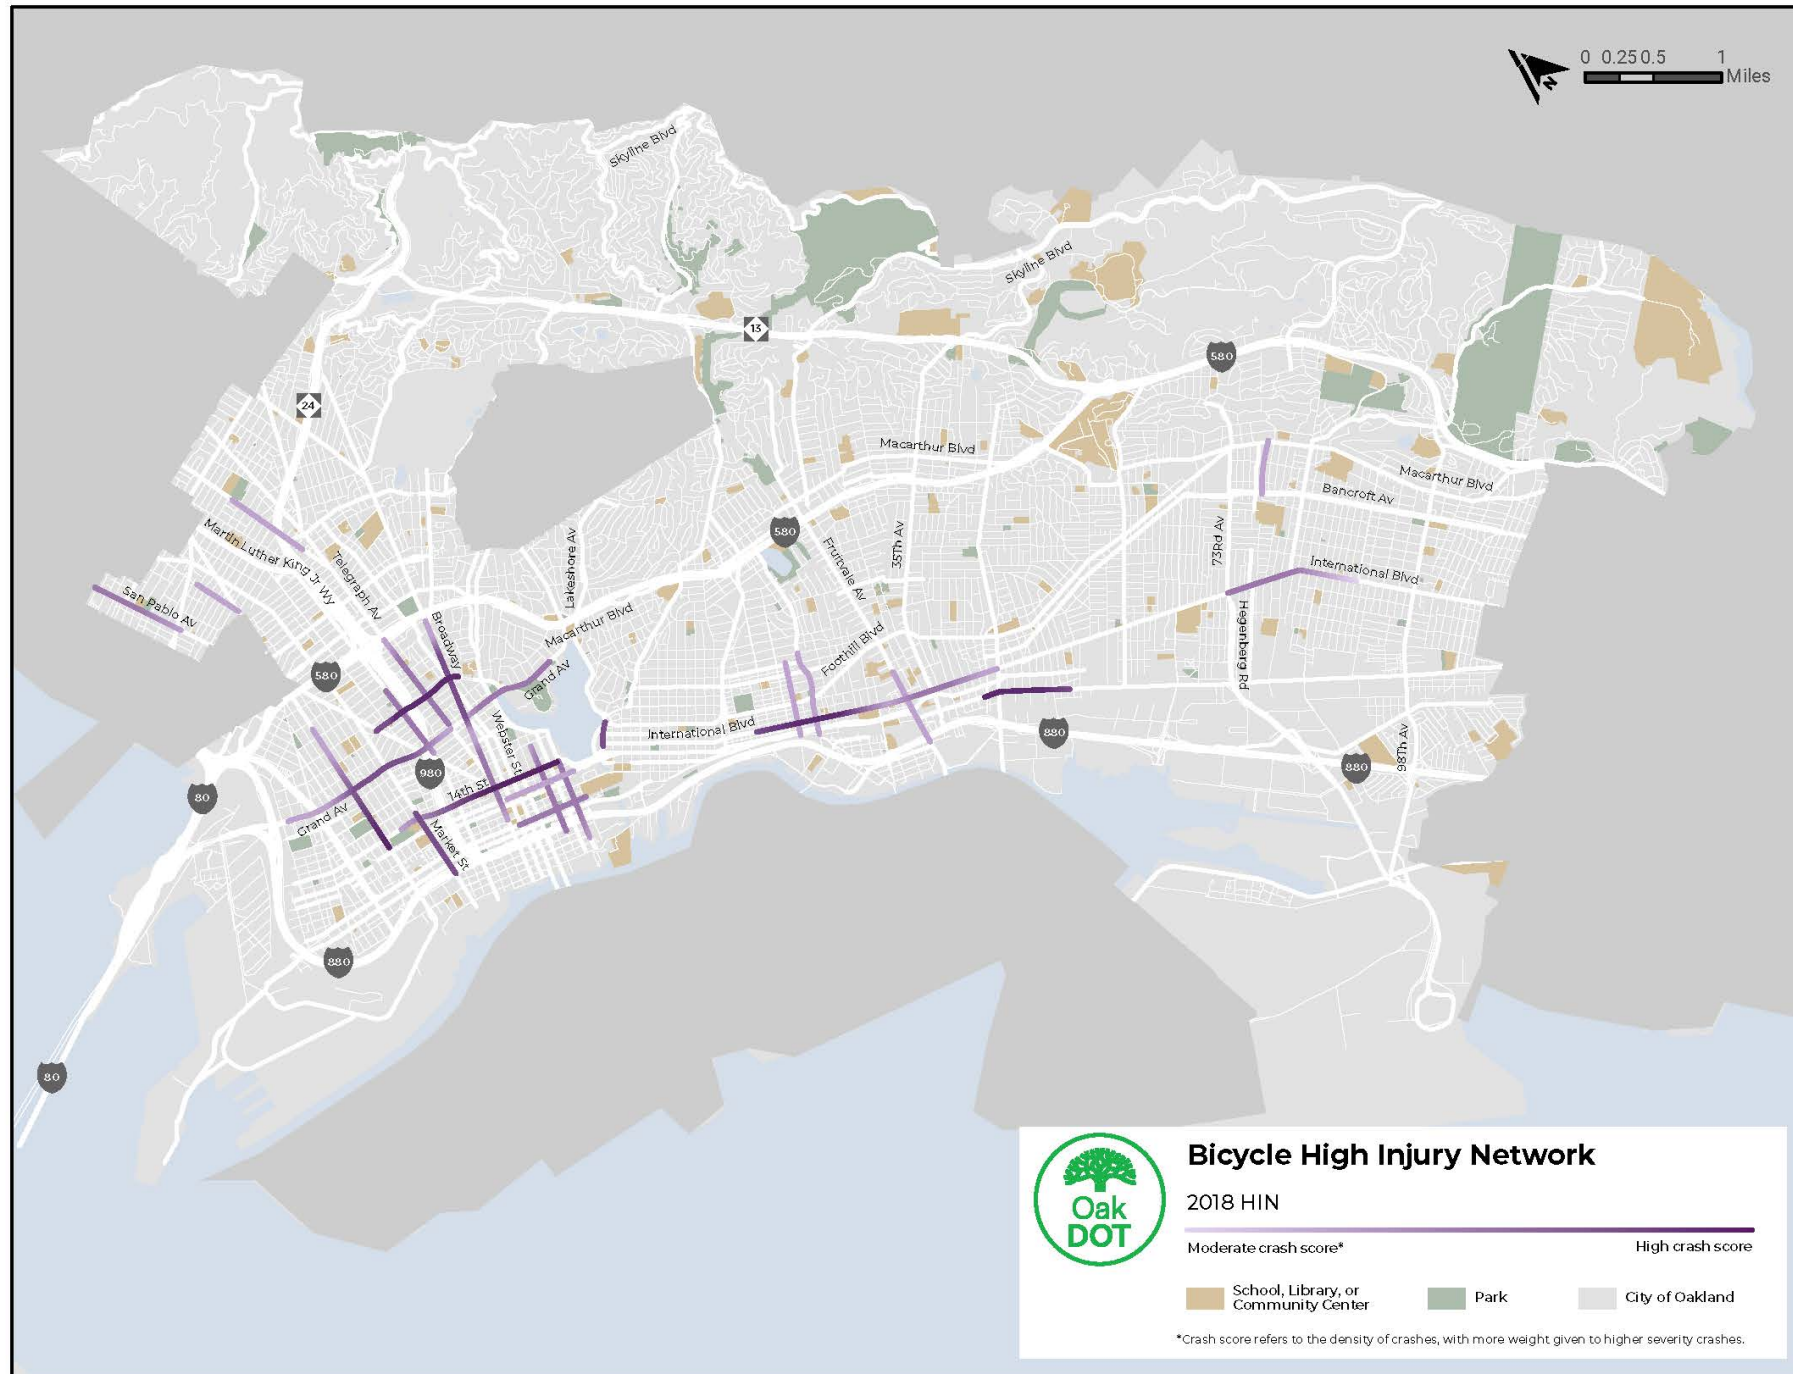 0 0.25 0.5 1
Miles
N
Skyline Blvd
Skyline Blvd
13
580
24
Macarthur Blvd
Macarthur Blvd
Bancroft Av
580
Lakeshore Av
35Th Av
73Rd Av
Fruitvale Av
Martin Luther King Jr Wy
Telegraph Av
International Blvd
San Pablo Av
Broadway
Macarthur Blvd
Foothill Blvd
Hegenberger Rd
580
Grand Av
Webster St
International Blvd
880
98Th Av
880
980
80
14th St
Grand Av
Market St
880
80
Oak
DOT
Bicycle High Injury Network
2018 HIN
Moderate crash score*
High crash score
School, Library, or
Community Center
Park
City of Oakland
*Crash score refers to the density of crashes, with more weight given to higher severity crashes.